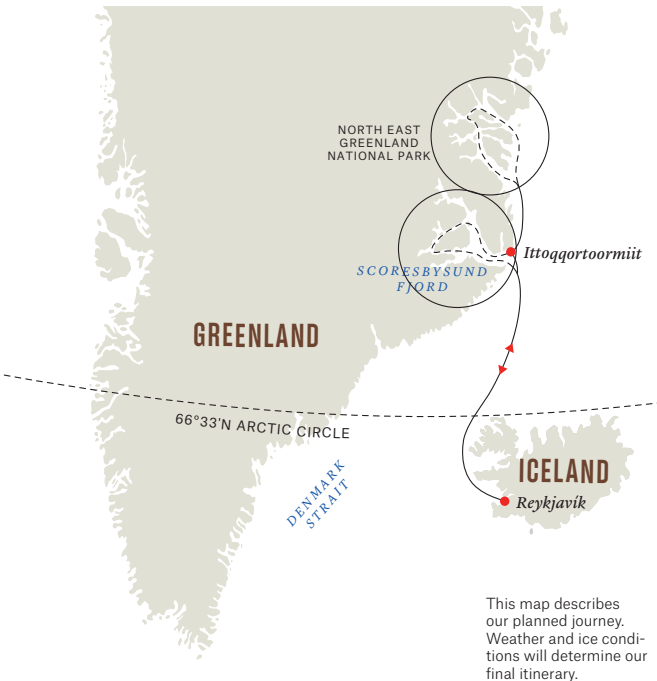 NORTH EAST
GREENLAND
NATIONAL PARK
Ittoqqortoormiit
SCORESBYSUND
FJORD
GREENLAND
66°33'N ARCTIC CIRCLE
DENMARK
STRAIT
ICELAND
Reykjavík
This map describes
our planned journey.
Weather and ice condi-
tions will determine our
final itinerary.